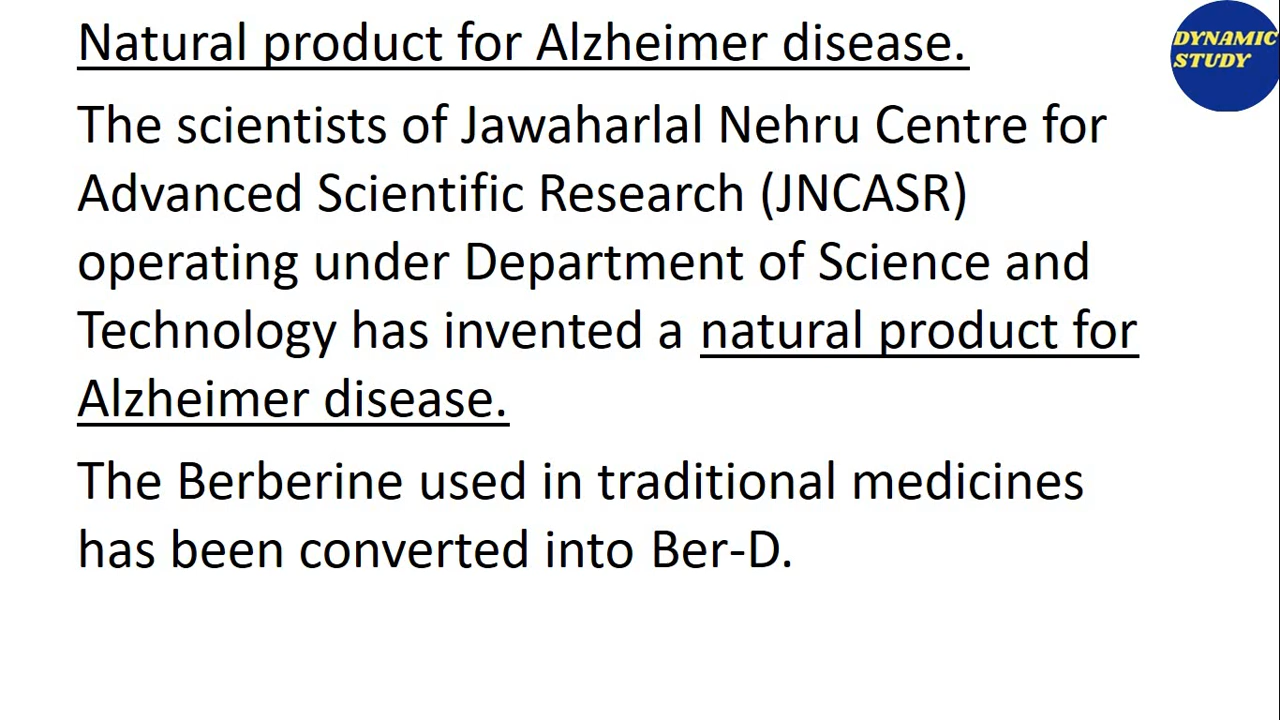 Natural product for Alzheimer disease.
DYNAMIC
STUDY
The scientists of Jawaharlal Nehru Centre for
Advanced Scientific Research (JNCASR)
operating under Department of Science and
Technology has invented a natural product for
Alzheimer disease.
The Berberine used in traditional medicines
has been converted into Ber-D.